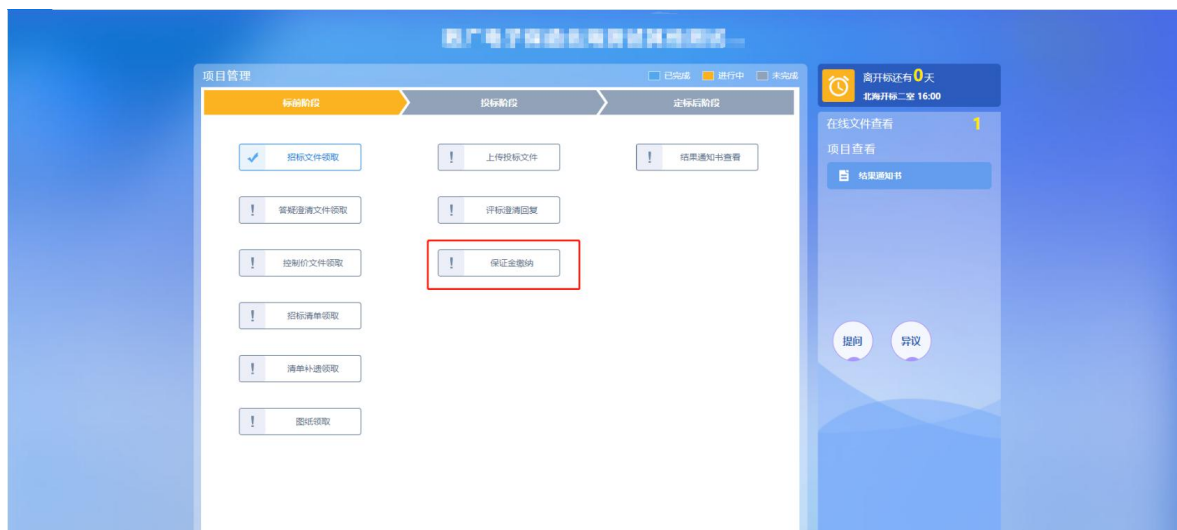 项目管理
已完成 进行中 未完成
标前阶段 投标阶段 定标后阶段
招标文件领取
上传投标文件
结果通知书查看
答疑澄清文件领取
评标澄清回复
控制价文件领取
保证金缴纳
招标清单领取
清单补遗领取
图纸领取
离开标还有0天
北海开标二室 16:00
在线文件查看 1
项目查看
结果通知书
提问 异议